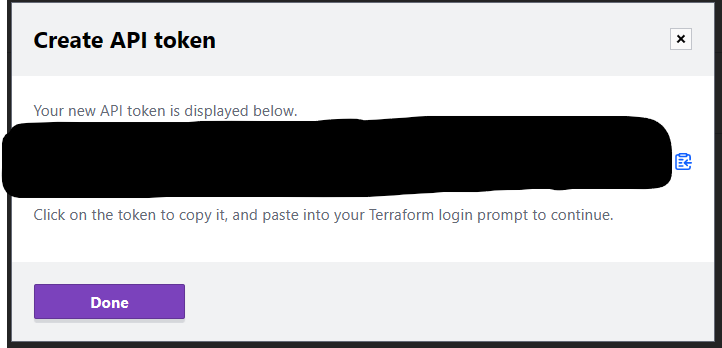 Create API token
Your new API token is displayed below.
Click on the token to copy it, and paste into your Terraform login prompt to continue.
Done